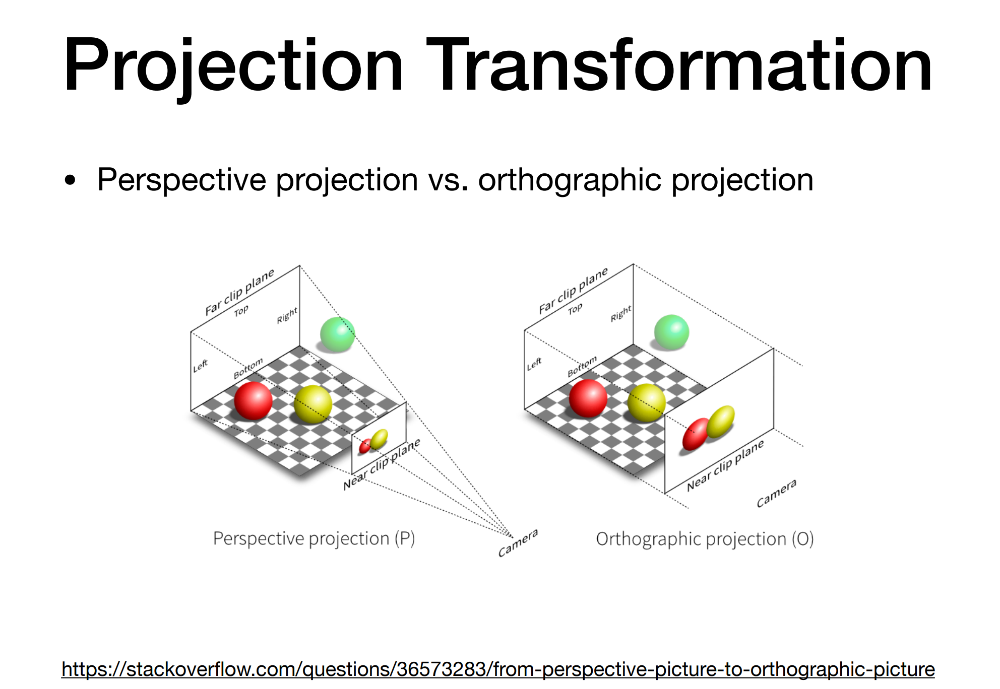 Projection Transformation
• Perspective projection vs. orthographic projection
Far clip plane
Top
Right
Left
Bottom
Near clip plane
Camera
Perspective projection (P)
Far clip plane
Top
Right
Left
Bottom
Near clip plane
Camera
Orthographic projection (O)
https://stackoverflow.com/questions/36573283/from-perspective-picture-to-orthographic-picture